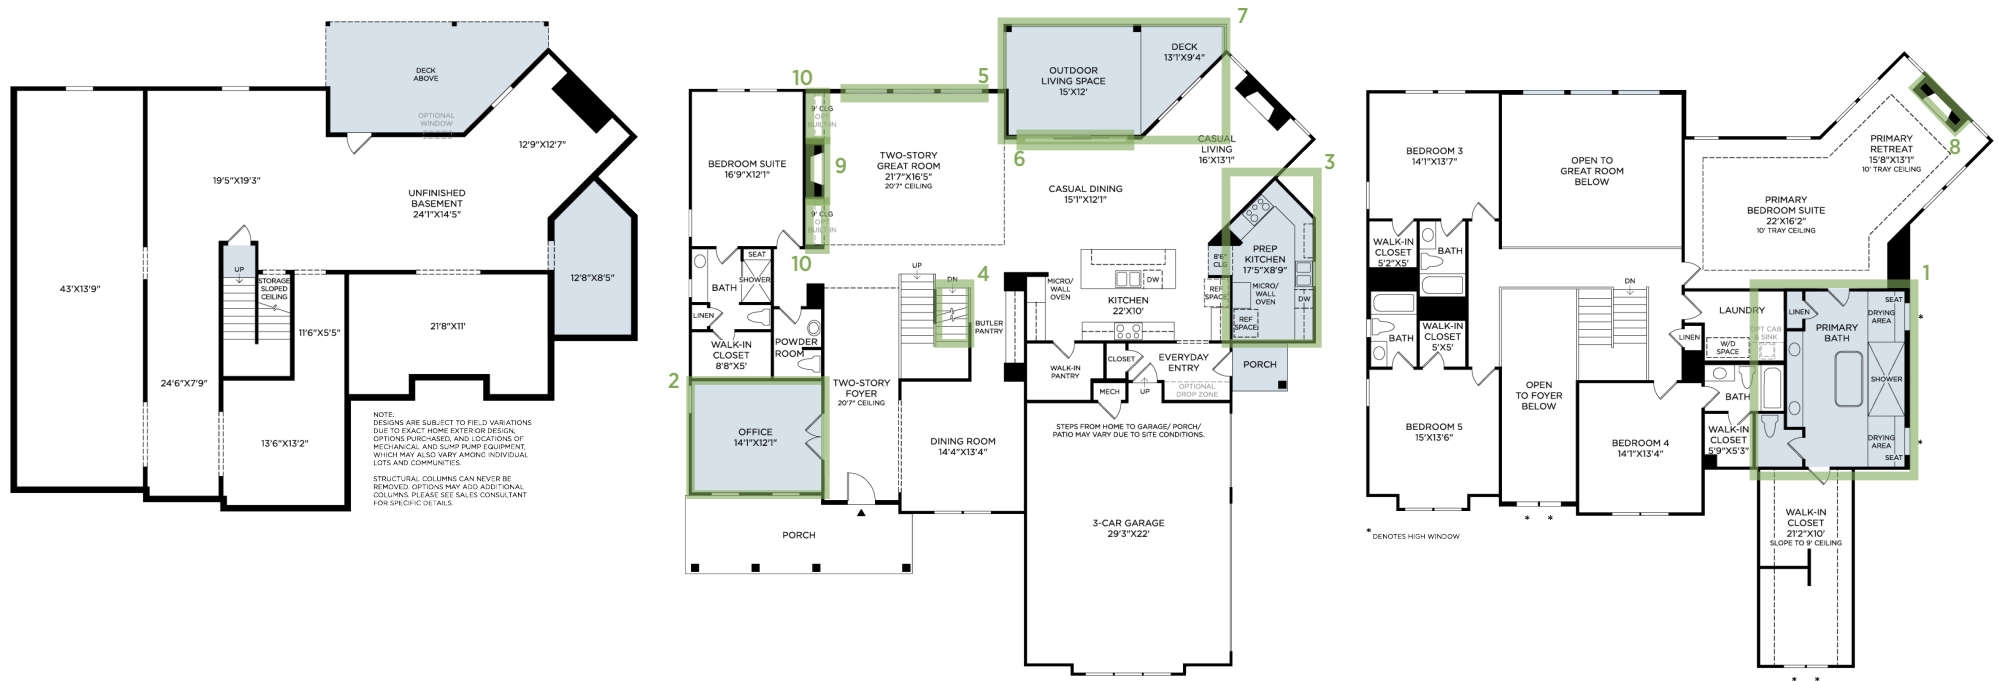 DECK
ABOVE
OPTIONAL
WINDOW
12'9"X12'7"
19'5"X19'3"
UNFINISHED
BASEMENT
24'1"X14'5"
UP
STORAGE
SLOPED
CEILING
12'8"X8'5"
43'X13'9"
11'6"X5'5"
21'8"X11'
24'6"X7'9"
13'6"X13'2"
NOTE:
DESIGNS ARE SUBJECT TO FIELD VARIATIONS
DUE TO EXACT HOME EXTERIOR DESIGN,
OPTIONS PURCHASED, AND LOCATIONS OF
MECHANICAL AND SUMP PUMP EQUIPMENT,
WHICH MAY ALSO VARY AMONG INDIVIDUAL
LOTS AND COMMUNITIES.
STRUCTURAL COLUMNS CAN NEVER BE
REMOVED. OPTIONS MAY ADD ADDITIONAL
COLUMNS. PLEASE SEE SALES CONSULTANT
FOR SPECIFIC DETAILS.
7
10
5
DECK
13'1"X9'4"
OUTDOOR
LIVING SPACE
15'X12'
9' CLG
OPT
BUILT-IN
6
CASUAL
LIVING
16'X13'1"
BEDROOM SUITE
16'9"X12'1"
9
TWO-STORY
GREAT ROOM
21'7"X16'5"
20'7" CEILING
3
CASUAL DINING
15'1"X12'1"
9' CLG
OPT
BUILT-IN
10
SEAT
SHOWER
BATH
LINEN
8'6"
CLG
PREP
KITCHEN
17'5"X8'9"
UP
DN
4
MICRO/
WALL
OVEN
DW
KITCHEN
22'X10'
REF
SPACE
MICRO/
WALL
OVEN
DW
REF
SPACE
BUTLER
PANTRY
POWDER
ROOM
WALK-IN
CLOSET
8'8"X5'
CLOSET
EVERYDAY
ENTRY
WALK-IN
PANTRY
PORCH
2
TWO-STORY
FOYER
20'7" CEILING
MECH
UP
OPTIONAL
DROP ZONE
OFFICE
14'1"X12'1"
DINING ROOM
14'4"X13'4"
STEPS FROM HOME TO GARAGE/ PORCH/
PATIO MAY VARY DUE TO SITE CONDITIONS.
PORCH
3-CAR GARAGE
29'3"X22'
BEDROOM 3
14'1"X13'7"
OPEN TO
GREAT ROOM
BELOW
PRIMARY
RETREAT
15'8"X13'1"
10' TRAY CEILING
8
PRIMARY
BEDROOM SUITE
22'X16'2"
10' TRAY CEILING
WALK-IN
CLOSET
5'2"X5'
BATH
1
DN
LAUNDRY
LINEN
OPT CAB
& SINK
W/D
SPACE
LINEN
PRIMARY
BATH
SEAT
DRYING
AREA
*
SHOWER
DRYING
AREA
SEAT
*
BATH
WALK-IN
CLOSET
5'X5'
OPEN
TO FOYER
BELOW
BATH
BEDROOM 5
15'X13'6"
BEDROOM 4
14'1"X13'4"
WALK-IN
CLOSET
5'9"X5'3"
* *
* DENOTES HIGH WINDOW
WALK-IN
CLOSET
21'2"X10'
SLOPE TO 9' CEILING
* *